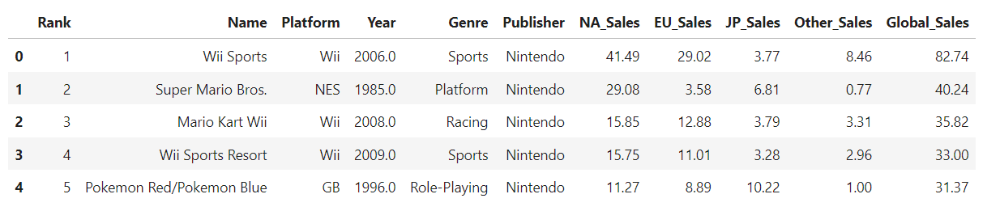 Rank Name Platform Year Genre Publisher NA_Sales EU_Sales JP_Sales Other_Sales Global_Sales
0 1 Wii Sports Wii 2006.0 Sports Nintendo 41.49 29.02 3.77 8.46 82.74
1 2 Super Mario Bros. NES 1985.0 Platform Nintendo 29.08 3.58 6.81 0.77 40.24
2 3 Mario Kart Wii Wii 2008.0 Racing Nintendo 15.85 12.88 3.79 3.31 35.82
3 4 Wii Sports Resort Wii 2009.0 Sports Nintendo 15.75 11.01 3.28 2.96 33.00
4 5 Pokemon Red/Pokemon Blue GB 1996.0 Role-Playing Nintendo 11.27 8.89 10.22 1.00 31.37